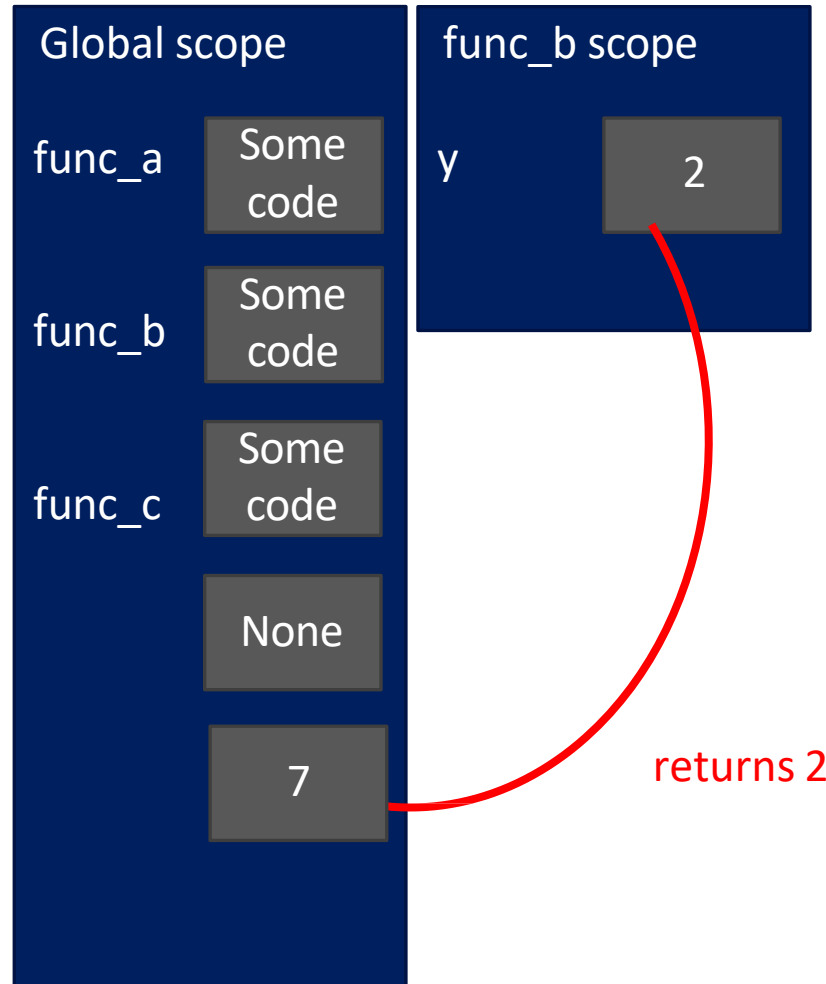 Global scope
func_a
Some
code
func_b
Some
code
func_c
Some
code
None
7
func_b scope
y
2
returns 2